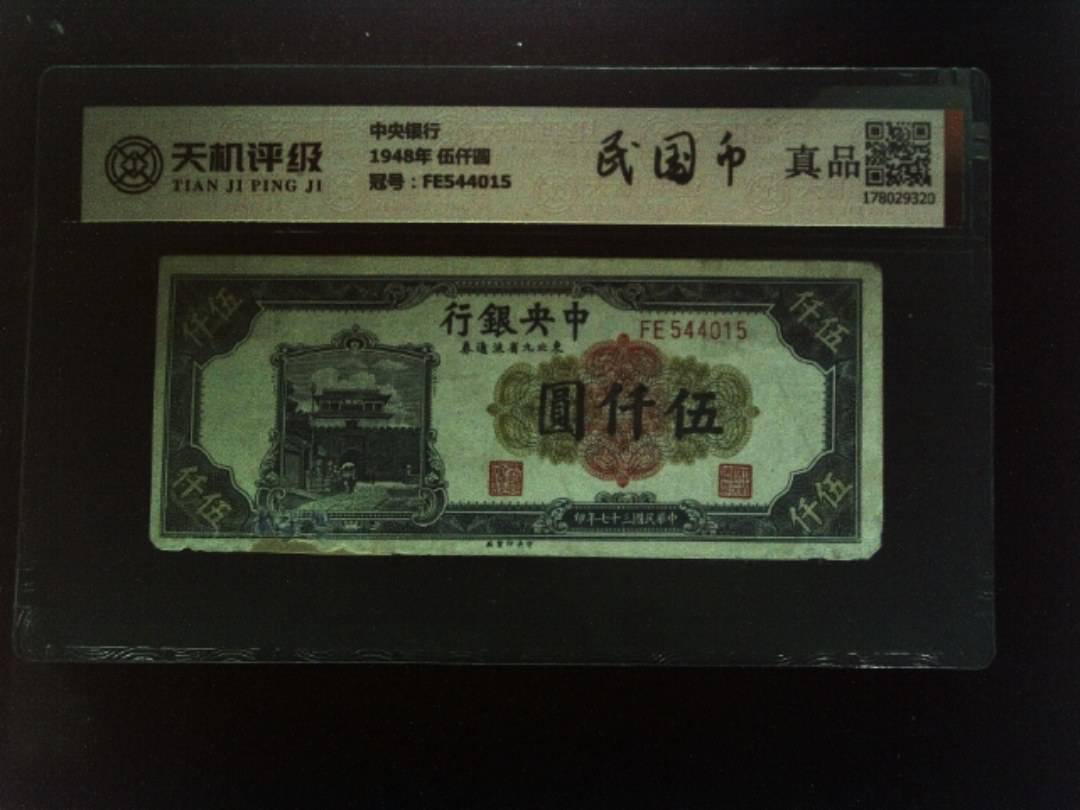 天机评级
TIAN JI PING JI
中央银行
1948年 伍仟圆
冠号：FE544015
民国币
真品
178029320
仟伍
仟伍
行銀央中
券通流省九北東
FE544015
圓仟伍
仟伍
仟伍
印年七十三國民華中